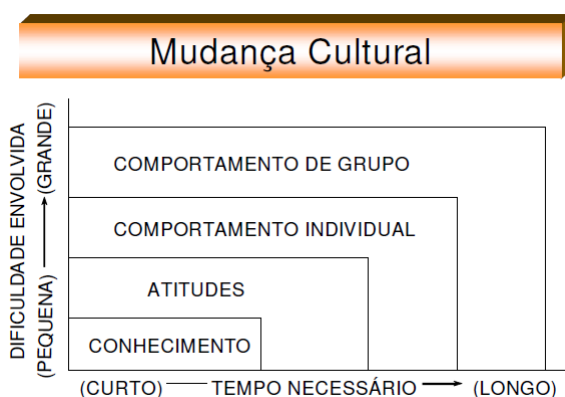 Mudança Cultural
DIFICULDADE ENVOLVIDA
(PEQUENA) (GRANDE)
COMPORTAMENTO DE GRUPO
COMPORTAMENTO INDIVIDUAL
ATITUDES
CONHECIMENTO
(CURTO) TEMPO NECESSÁRIO (LONGO)